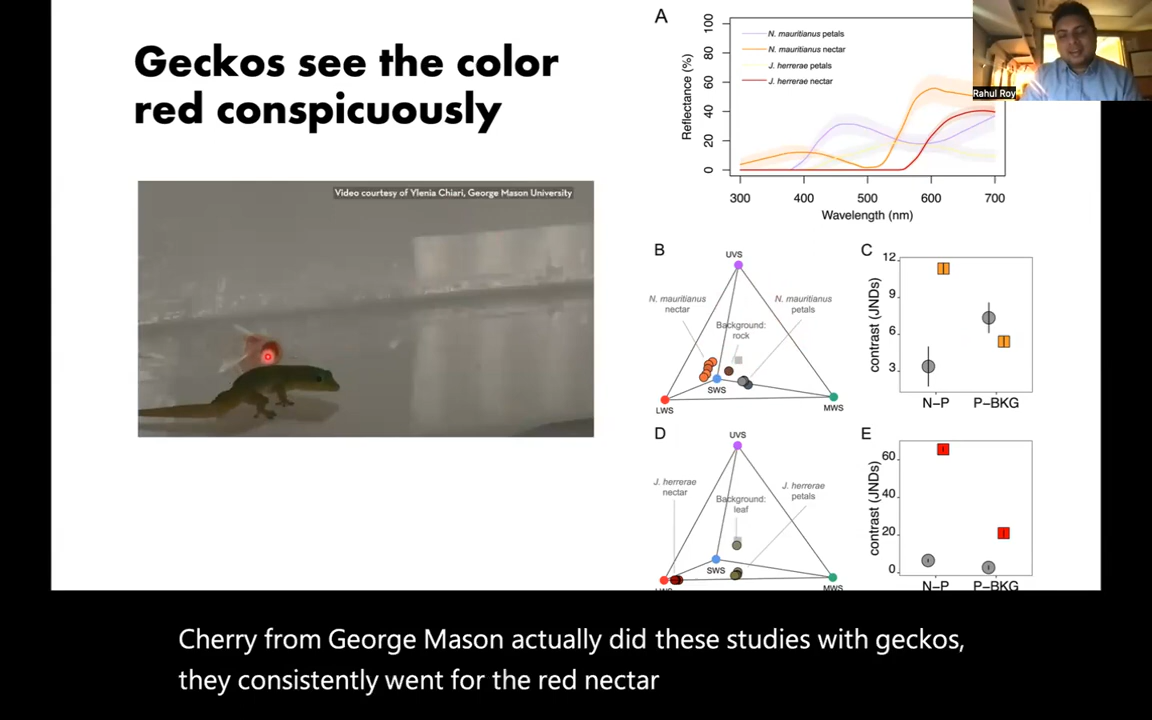 Geckos see the color
red conspicuously
Video courtesy of Ylenia Chiari, George Mason University
A
Reflectance (%)
100
80
60
40
20
0
N. mauritianus petals
N. mauritianus nectar
J. herrerae petals
J. herrerae nectar
300 400 500 600 700
Wavelength (nm)
Rahul Roy
B
UVS
N. mauritianus
nectar
N. mauritianus
petals
Background:
rock
SWS
LWS
MWS
C
contrast (JNDs)
12
9
6
3
N-P P-BKG
D
UVS
J. herrerae
nectar
J. herrerae
petals
Background:
leaf
SWS
LWS
MWS
E
contrast (JNDs)
60
40
20
0
N-P P-BKG
Cherry from George Mason actually did these studies with geckos,
they consistently went for the red nectar